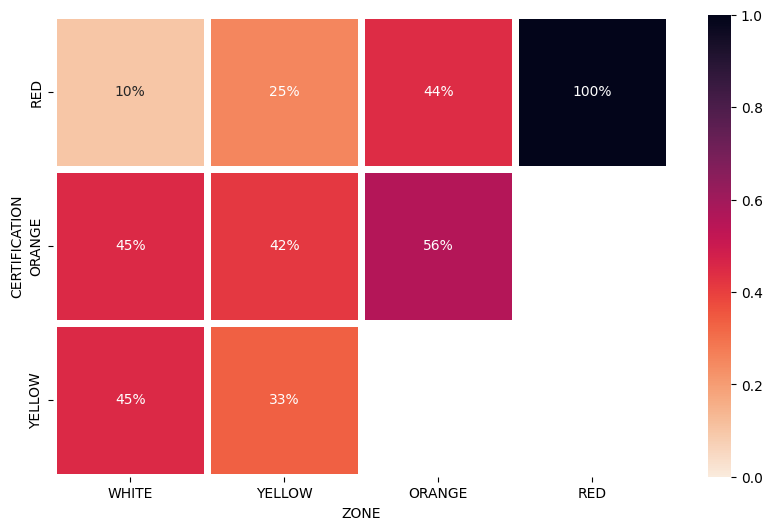 RED
10%
25%
44%
100%
1.0
0.8
0.6
0.4
0.2
0.0
CERTIFICATION
ORANGE
45%
42%
56%
YELLOW
45%
33%
WHITE
YELLOW
ORANGE
RED
ZONE